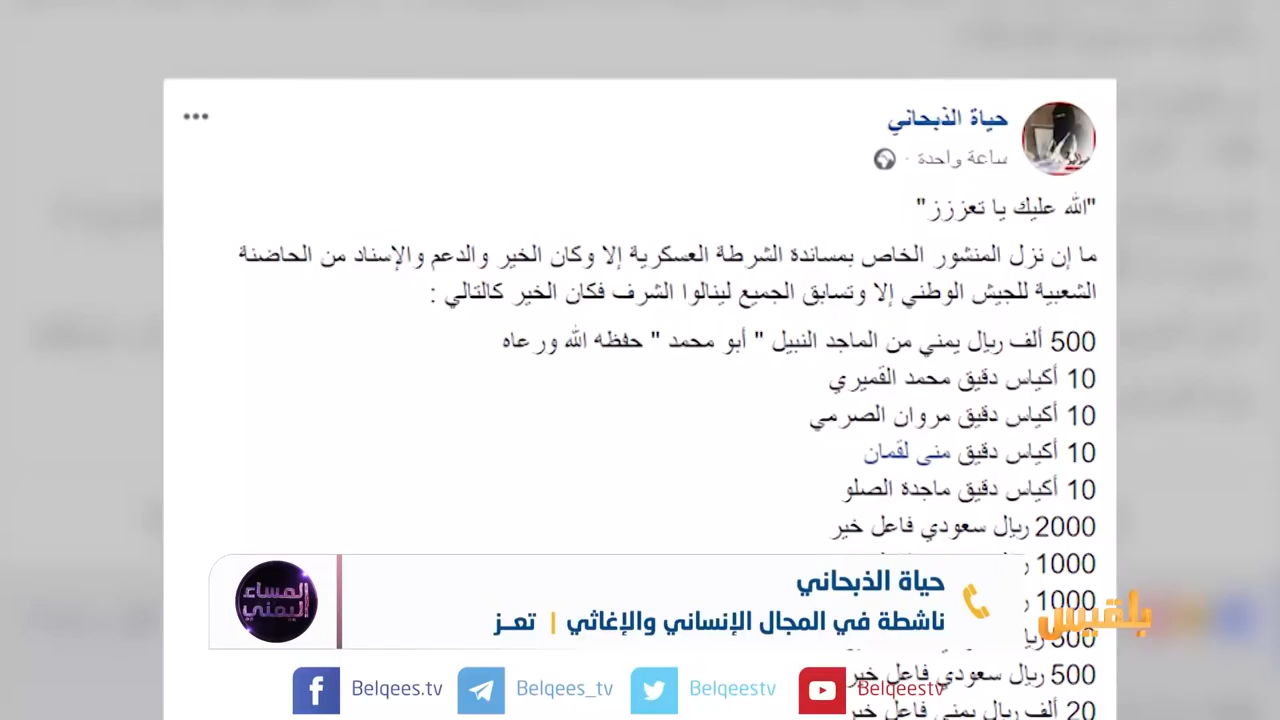 حياة الذبحاني
ساعة واحدة
"الله عليك يا تعززز"
ما إن نزل المنشور الخاص بمساندة الشرطة العسكرية إلا وكان الخير والدعم والإسناد من الحاضنة
الشعبية للجيش الوطني إلا وتسابق الجميع لينالوا الشرف فكان الخير كالتالي :
500 ألف ريال يمني من الماجد النبيل " أبو محمد " حفظه الله ورعاه
10 أكياس دقيق محمد القميري
10 أكياس دقيق مروان الصرمي
10 أكياس دقيق منى لقمان
10 أكياس دقيق ماجدة الصلو
2000 ريال سعودي فاعل خير
1000
1000
500
500 ريال سعودي فاعل خير
20 ألف ريال يمني فاعل خير
المساء اليمني
حياة الذبحاني
ناشطة في المجال الإنساني والإغاثي | تعـز
بلقيس
Belqees.tv
Belqees_tv
Belqeestv
Belqeestv